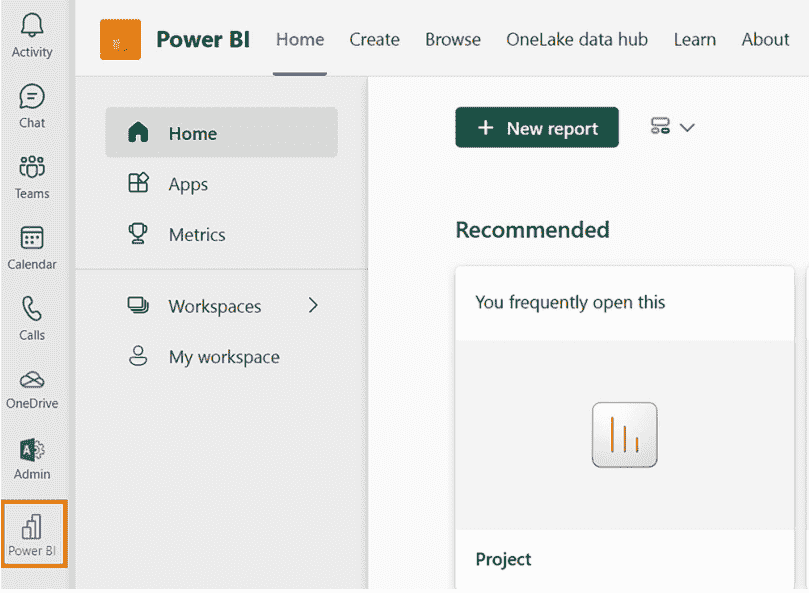 Activity
Chat
Teams
Calendar
Calls
OneDrive
Admin
Power BI
Power BI Home Create Browse OneLake data hub Learn About
Home
Apps
Metrics
Workspaces
My workspace
+ New report
Recommended
You frequently open this
Project